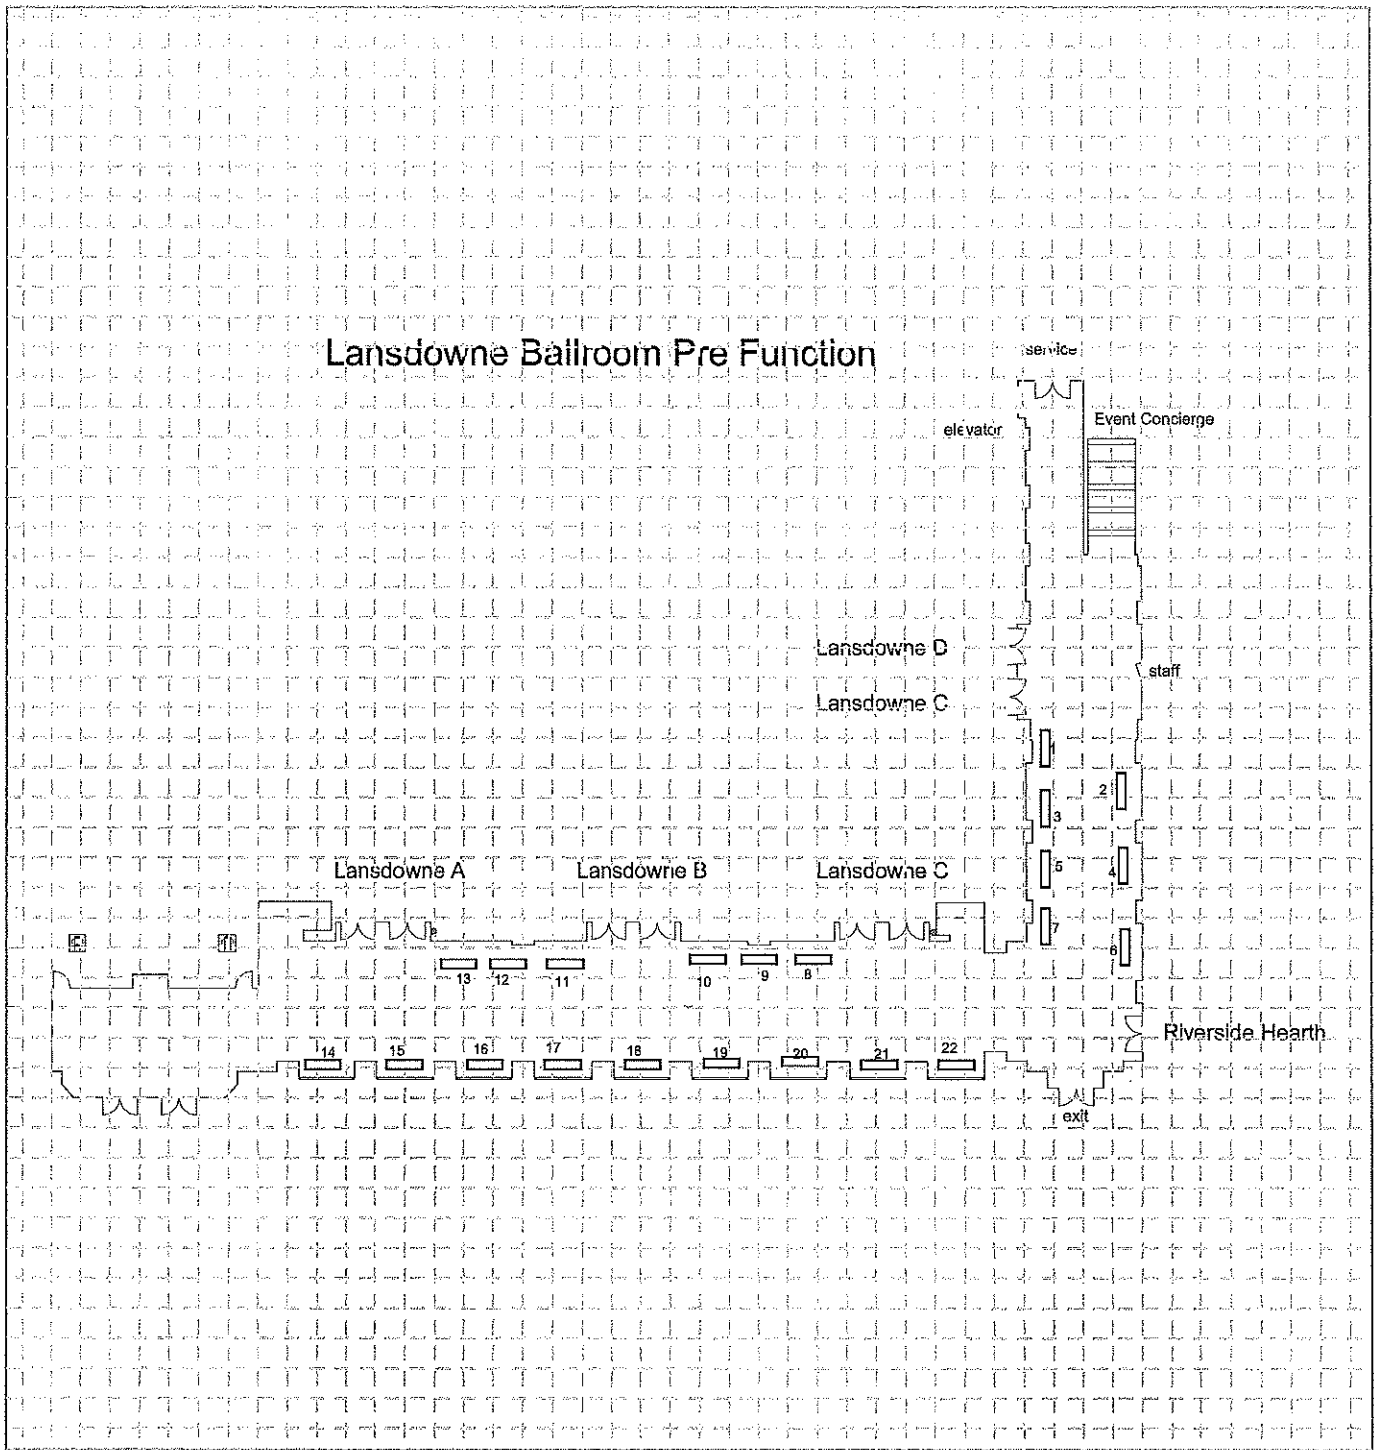 Lansdowne Ballroom Pre Function
service
Event Concierge
elevator
Lansdowne D
staff
Lansdowne C
1
2
3
Lansdowne A
Lansdowne B
Lansdowne C
5
4
7
6
13
12
11
10
9
8
Riverside Hearth
14
15
16
17
18
19
20
21
22
exit